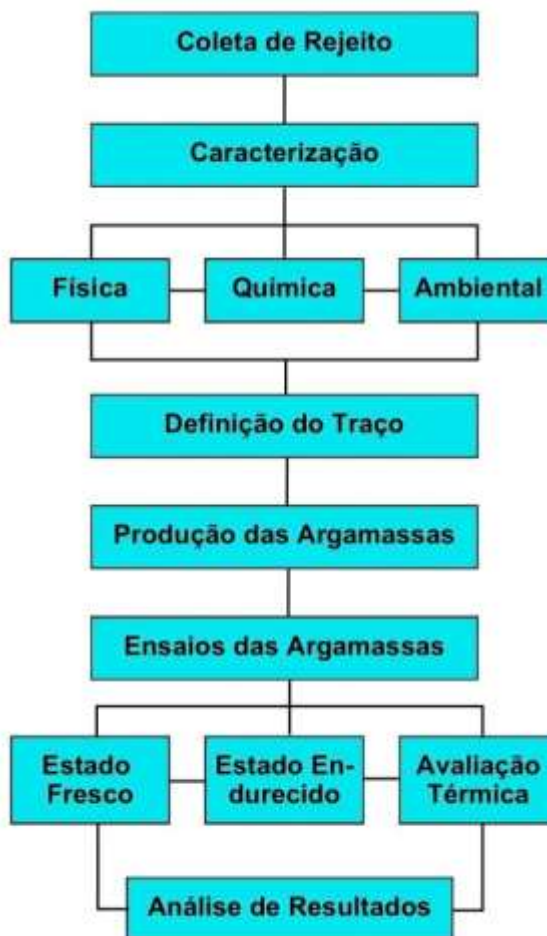 Coleta de Rejeito
Caracterização
Física
Química
Ambiental
Definição do Traço
Produção das Argamassas
Ensaios das Argamassas
Estado
Fresco
Estado En-
durecido
Avaliação
Térmica
Análise de Resultados